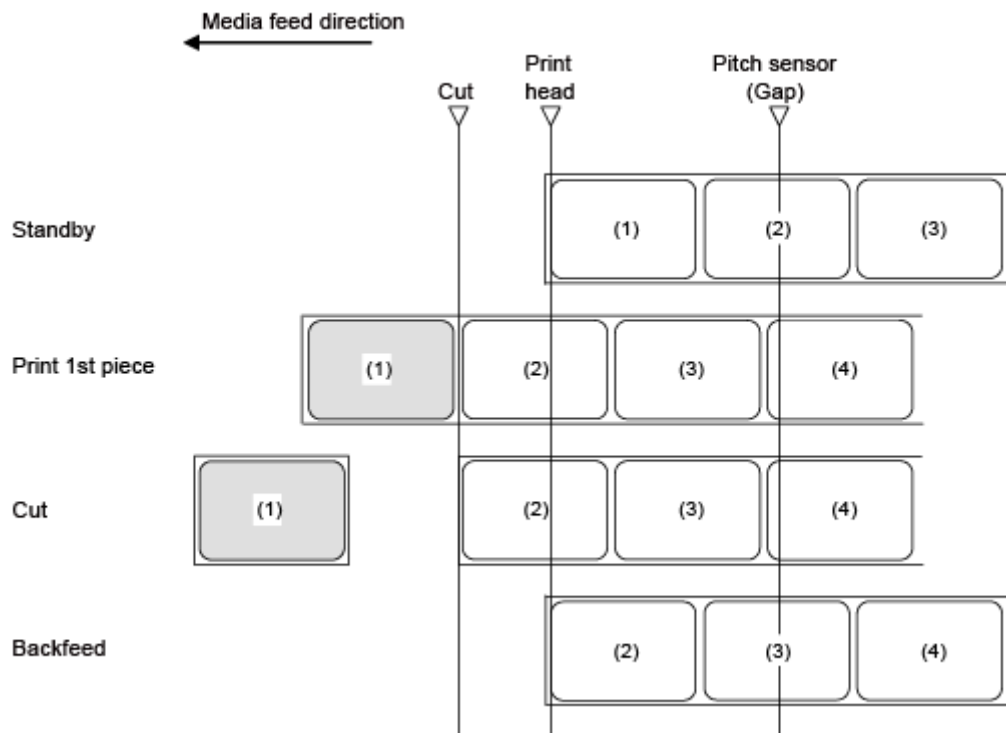 Media feed direction
Cut
Print
head
Pitch sensor
(Gap)
Standby
(1)
(2)
(3)
Print 1st piece
(1)
(2)
(3)
(4)
Cut
(1)
(2)
(3)
(4)
Backfeed
(2)
(3)
(4)